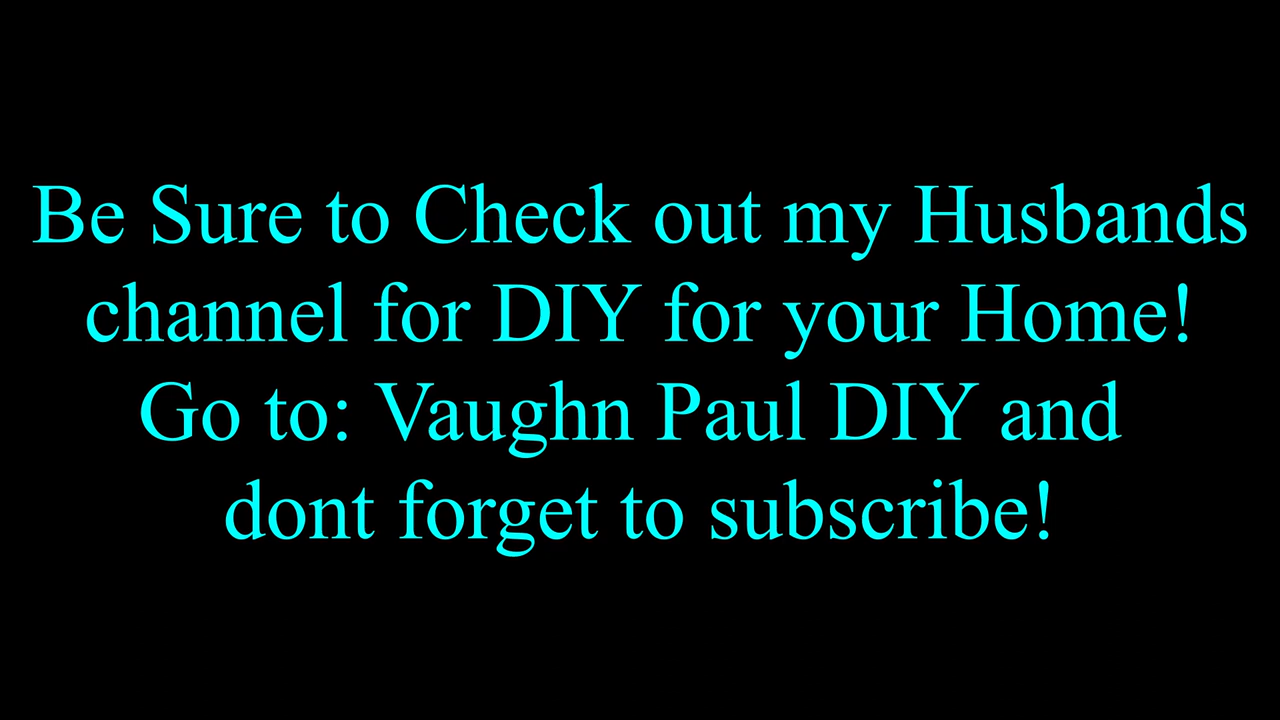 Be Sure to Check out my Husbands
channel for DIY for your Home!
Go to: Vaughn Paul DIY and
dont forget to subscribe!